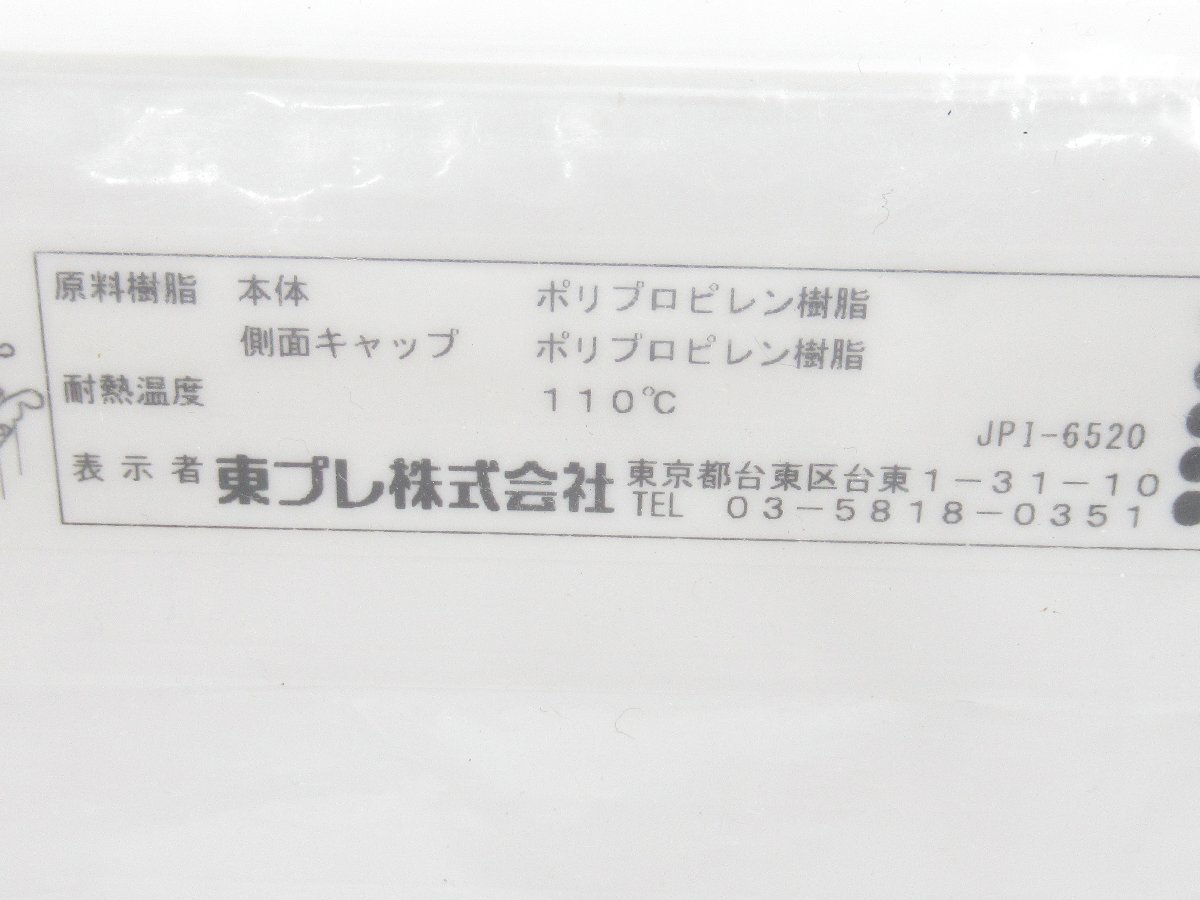 原料樹脂 本体 ポリプロピレン樹脂
側面キャップ ポリプロピレン樹脂
耐熱温度 110℃
JPI-6520
表示者 東プレ株式会社 東京都台東区台東1-31-10
TEL 03-5818-0351